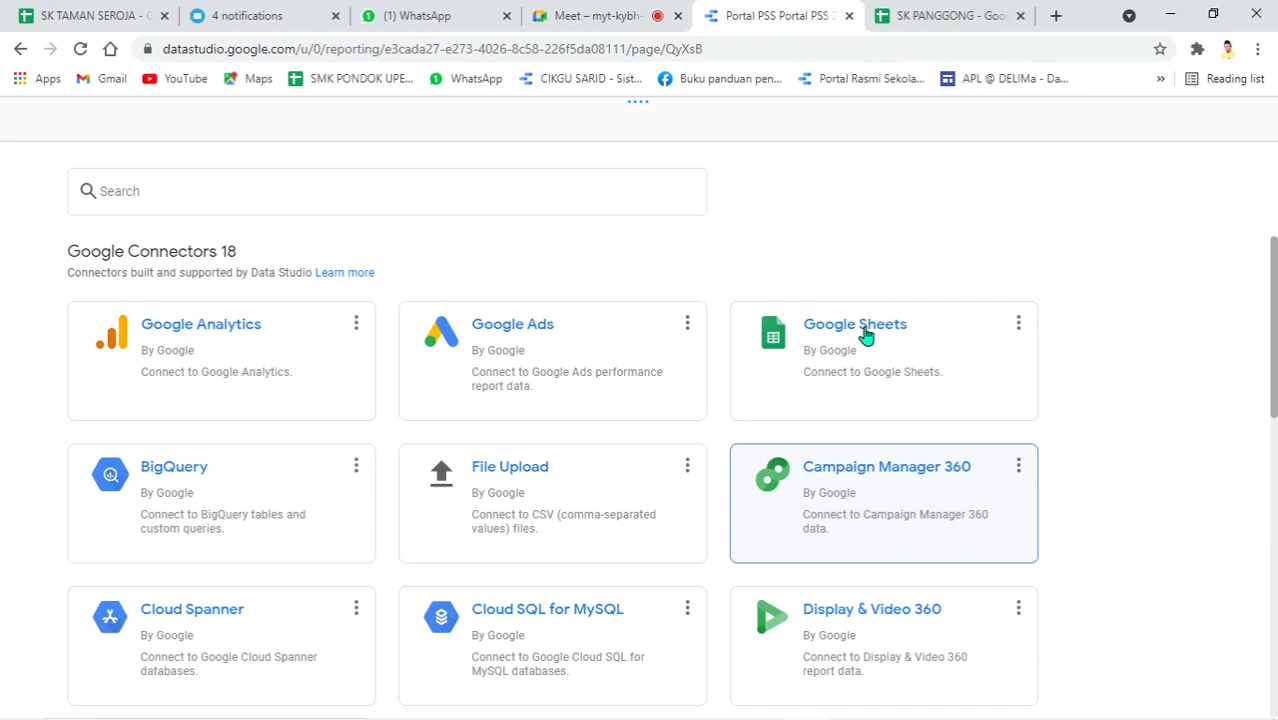 SK TAMAN SEROJA - G
4 notifications
(1) WhatsApp
Meet – myt-kybh-
Portal PSS Portal PSS 2
SK PANGGONG - Goo
datastudio.google.com/u/0/reporting/e3cada27-e273-4026-8c58-226f5da08111/page/QyXsB
Apps
Gmail
YouTube
Maps
SMK PONDOK UPE...
WhatsApp
CIKGU SARID - Sist...
Buku panduan pen...
Portal Rasmi Sekola...
APL @ DELIMa - Da...
»
Reading list
Search
Google Connectors 18
Connectors built and supported by Data Studio Learn more
Google Analytics
By Google
Connect to Google Analytics.
Google Ads
By Google
Connect to Google Ads performance
report data.
Google Sheets
By Google
Connect to Google Sheets.
BigQuery
By Google
Connect to BigQuery tables and
custom queries.
File Upload
By Google
Connect to CSV (comma-separated
values) files.
Campaign Manager 360
By Google
Connect to Campaign Manager 360
data.
Cloud Spanner
By Google
Connect to Google Cloud Spanner
databases.
Cloud SQL for MySQL
By Google
Connect to Google Cloud SQL for
MySQL databases.
Display & Video 360
By Google
Connect to Display & Video 360
report data.